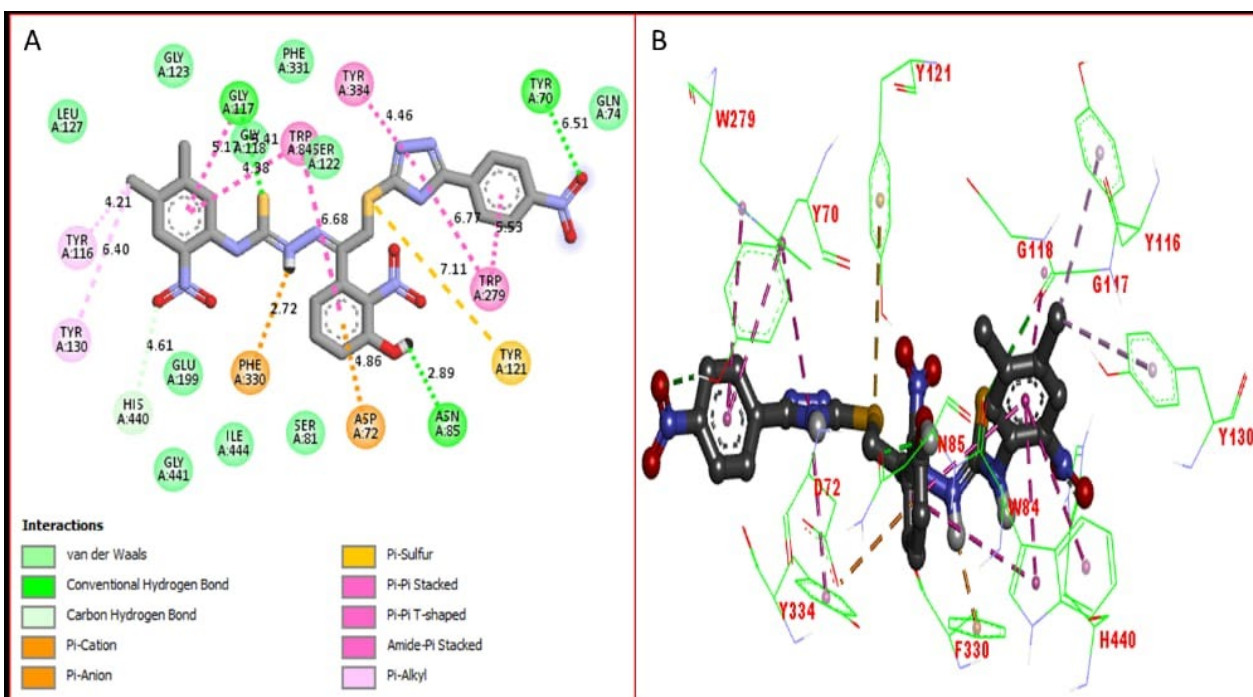 A
GLY
A:123
PHE
A:331
TYR
A:334
TYR
A:70
GLN
A:74
GLY
A:117
LEU
A:127
GLY
A:118
TRP
A:84
SER
A:122
4.46
6.51
5.17
5.41
4.38
4.21
6.40
6.68
6.77
5.53
TYR
A:116
7.11
TRP
A:279
TYR
A:130
2.72
4.61
4.86
2.89
GLU
A:199
PHE
A:330
TYR
A:121
HIS
A:440
ILE
A:444
SER
A:81
ASP
A:72
ASN
A:85
GLY
A:441
Interactions
van der Waals
Conventional Hydrogen Bond
Carbon Hydrogen Bond
Pi-Cation
Pi-Anion
Pi-Sulfur
Pi-Pi Stacked
Pi-Pi T-shaped
Amide-Pi Stacked
Pi-Alkyl
B
Y121
W279
Y70
G118
Y116
G117
Y130
N85
D72
W84
Y334
F330
H440